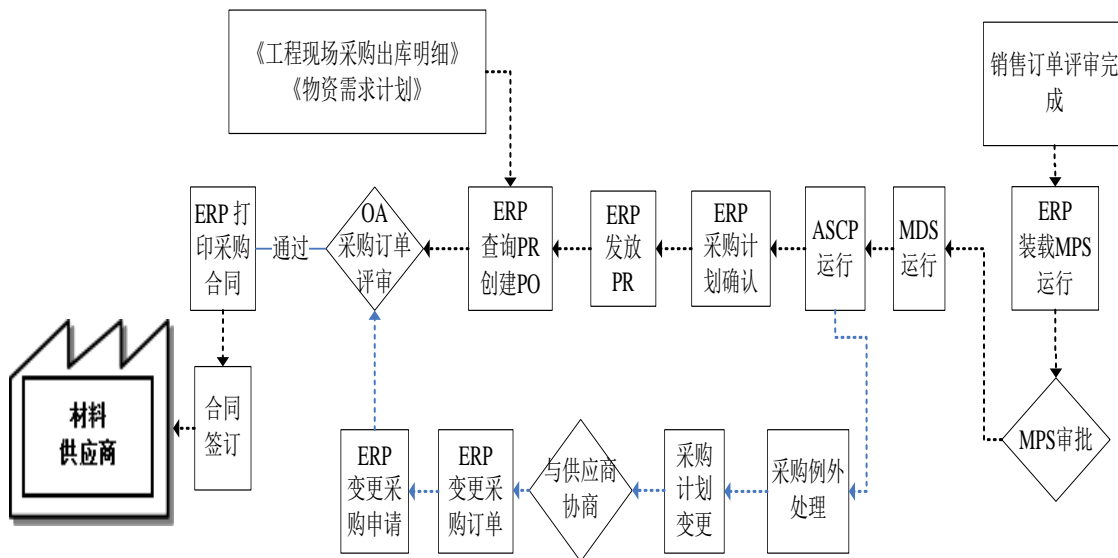 《工程现场采购出库明细》
《物资需求计划》
销售订单评审完
成
ERP 打
印采购
合同
通过
OA
采购订单
评审
ERP
查询PR
创建PO
ERP
发放
PR
ERP
采购计
划确认
ASCP
运行
MDS
运行
ERP
装载MPS
运行
材料
供应商
合同
签订
ERP
变更采
购申请
ERP
变更采
购订单
与供应商
协商
采购
计划
变更
采购例外
处理
MPS审批